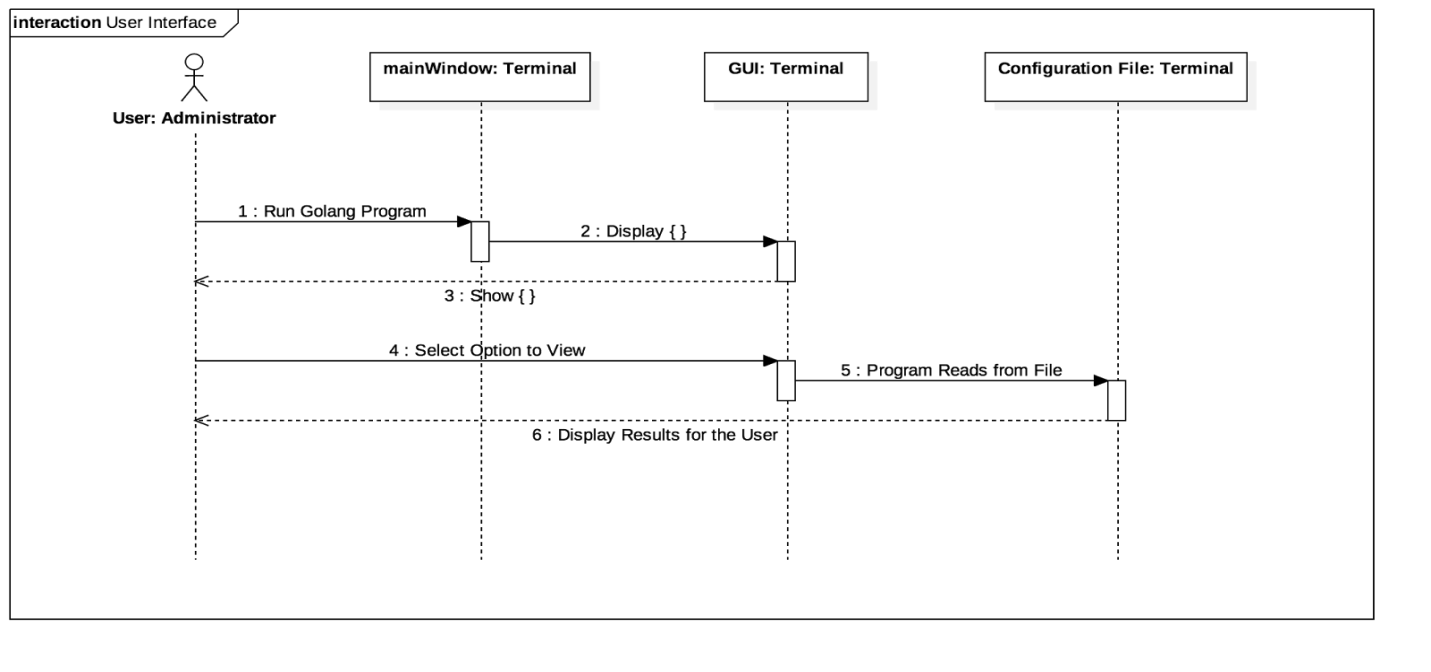 interaction User Interface
mainWindow: Terminal
GUI: Terminal
Configuration File: Terminal
User: Administrator
1 : Run Golang Program
2 : Display { }
3 : Show { }
4 : Select Option to View
5 : Program Reads from File
6 : Display Results for the User